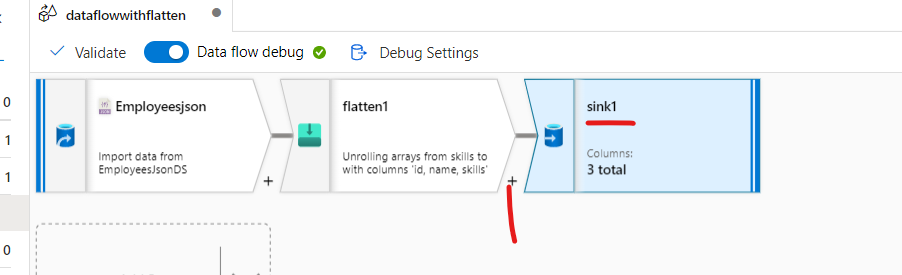 dataflowwithflatten
Validate
Data flow debug
Debug Settings
0
1
1
0
Employeesjson
Import data from
EmployeesJsonDS
+
flatten1
Unrolling arrays from skills to
with columns 'id, name, skills'
+
sink1
Columns:
3 total